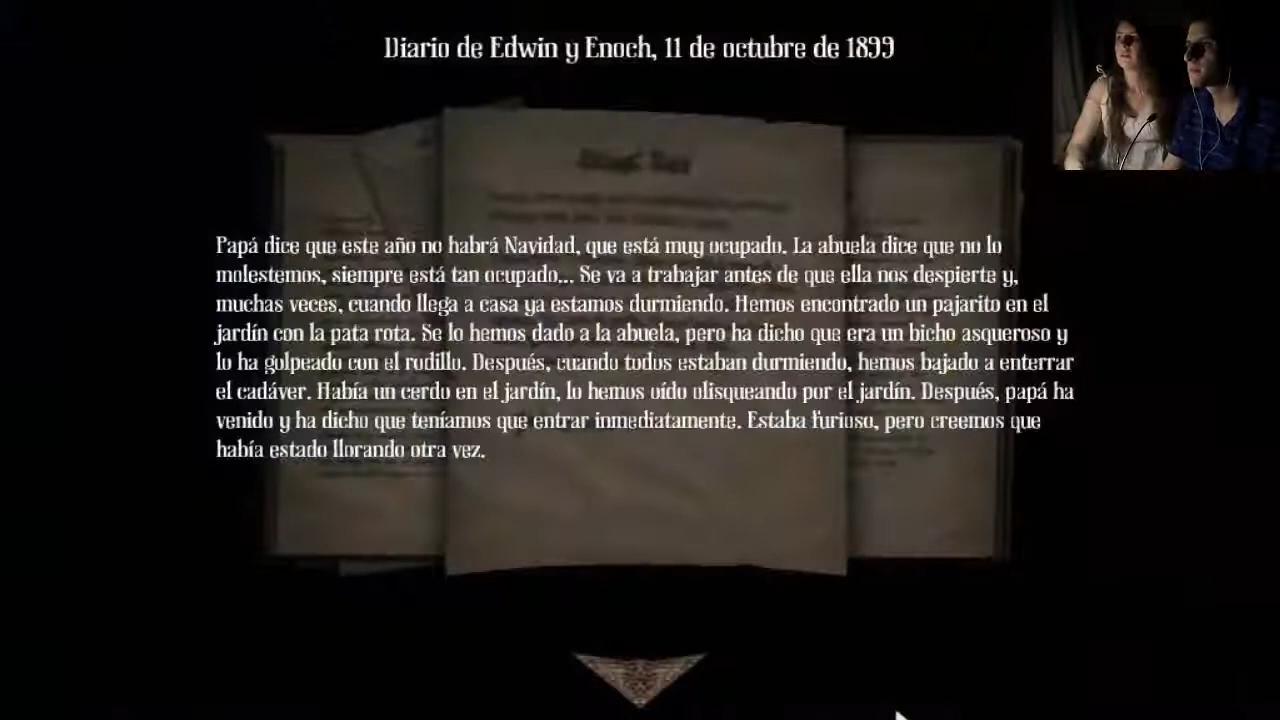 Diario de Edwin y Enoch, 11 de octubre de 1899
Papá dice que este año no habrá Navidad, que está muy ocupado. La abuela dice que no lo
molestemos, siempre está tan ocupado... Se va a trabajar antes de que ella nos despierte y,
muchas veces, cuando llega a casa ya estamos durmiendo. Hemos encontrado un pajarito en el
jardín con la pata rota. Se lo hemos dado a la abuela, pero ha dicho que era un bicho asqueroso y
lo ha golpeado con el rodillo. Después, cuando todos estaban durmiendo, hemos bajado a enterrar
el cadáver. Había un cerdo en el jardín, lo hemos oído olisqueando por el jardín. Después, papá ha
venido y ha dicho que teníamos que entrar inmediatamente. Estaba furioso, pero creemos que
había estado llorando otra vez.